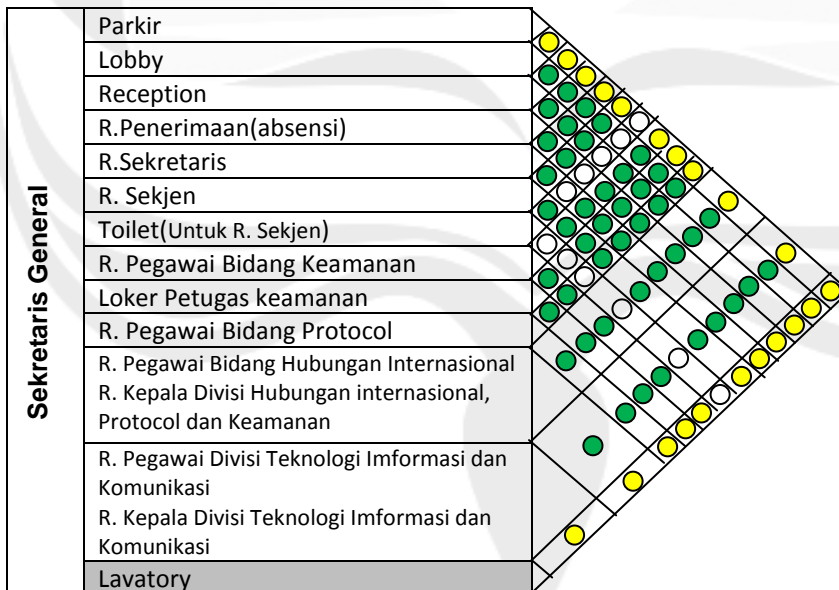 Sekretaris General
Parkir
Lobby
Reception
R.Penerimaan(absensi)
R.Sekretaris
R. Sekjen
Toilet(Untuk R. Sekjen)
R. Pegawai Bidang Keamanan
Loker Petugas keamanan
R. Pegawai Bidang Protocol
R. Pegawai Bidang Hubungan Internasional
R. Kepala Divisi Hubungan internasional,
Protocol dan Keamanan
R. Pegawai Divisi Teknologi Imformasi dan
Komunikasi
R. Kepala Divisi Teknologi Imformasi dan
Komunikasi
Lavatory